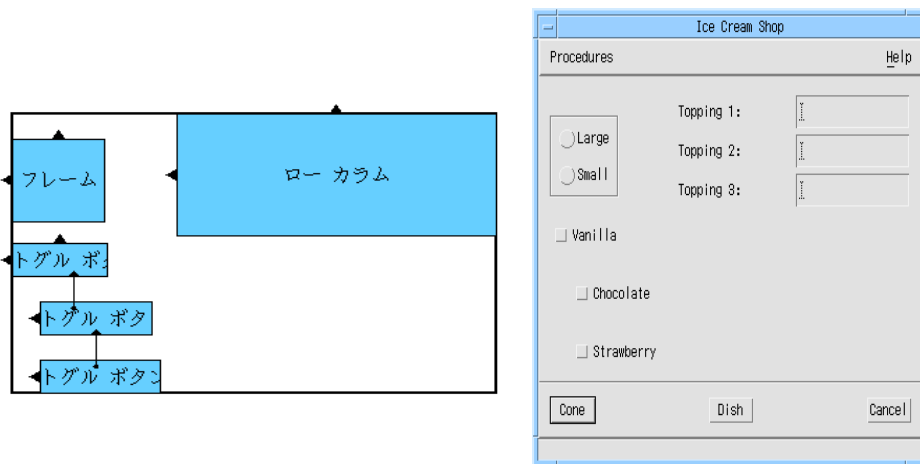 フレーム
ロー カラム
トグル ボタ
トグル ボタ
トグル ボタン
Ice Cream Shop
Procedures
Help
Large
Small
Topping 1:
Topping 2:
Topping 3:
Vanilla
Chocolate
Strawberry
Cone
Dish
Cancel